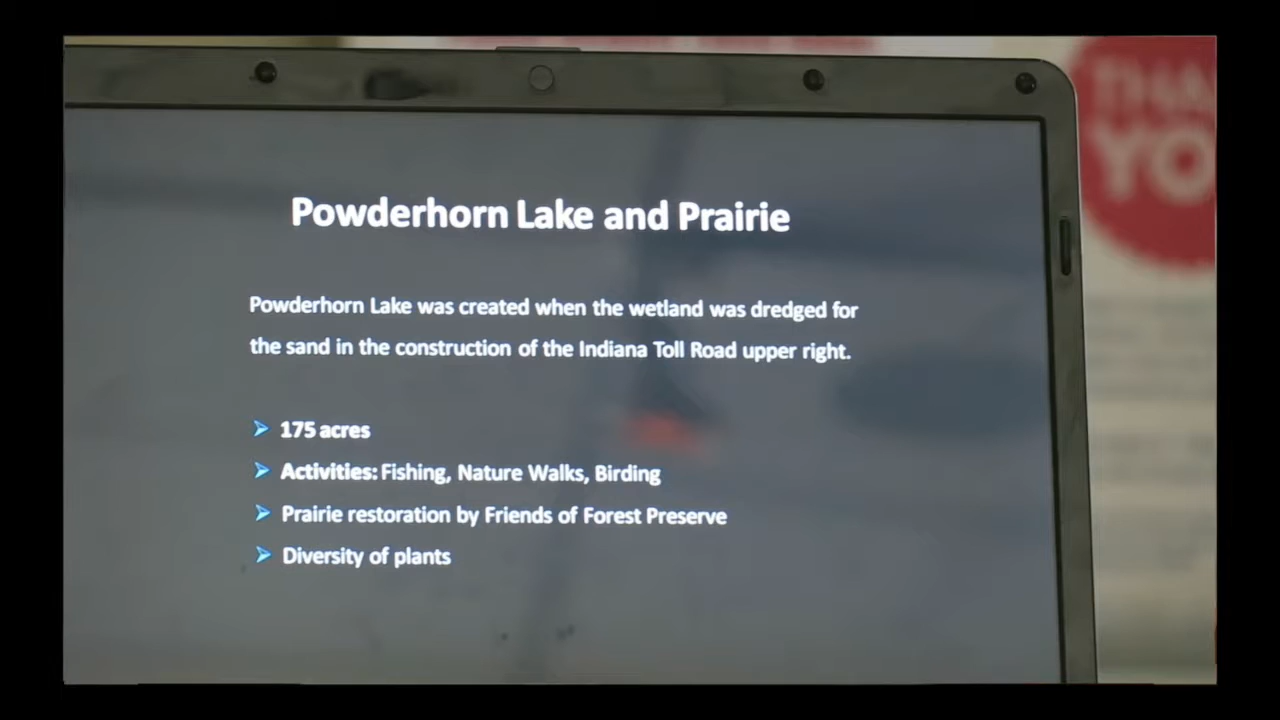 Powderhorn Lake and Prairie
Powderhorn Lake was created when the wetland was dredged for
the sand in the construction of the Indiana Toll Road upper right.
175 acres
Activities: Fishing, Nature Walks, Birding
Prairie restoration by Friends of Forest Preserve
Diversity of plants
YO